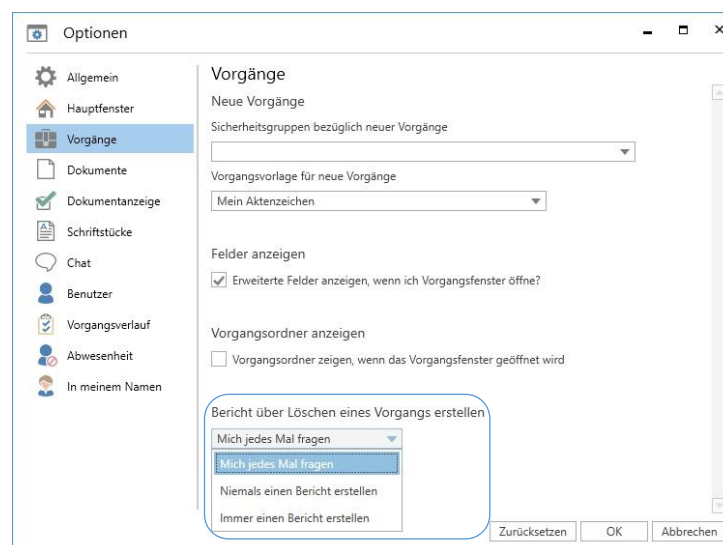 Optionen
Allgemein
Hauptfenster
Vorgänge
Dokumente
Dokumentanzeige
Schriftstücke
Chat
Benutzer
Vorgangsverlauf
Abwesenheit
In meinem Namen
Vorgänge
Neue Vorgänge
Sicherheitsgruppen bezüglich neuer Vorgänge
Vorgangsvorlage für neue Vorgänge
Mein Aktenzeichen
Felder anzeigen
Erweiterte Felder anzeigen, wenn ich Vorgangsfenster öffne?
Vorgangsordner anzeigen
Vorgangsordner zeigen, wenn das Vorgangsfenster geöffnet wird
Bericht über Löschen eines Vorgangs erstellen
Mich jedes Mal fragen
Mich jedes Mal fragen
Niemals einen Bericht erstellen
Immer einen Bericht erstellen
Zurücksetzen OK Abbrechen